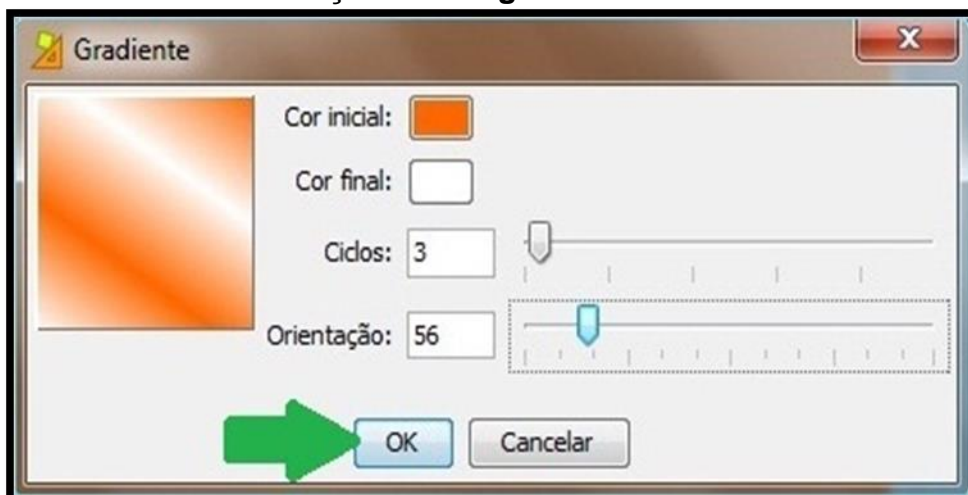 Gradiente
Cor inicial:
Cor final:
Ciclos: 3
Orientação: 56
OK Cancelar